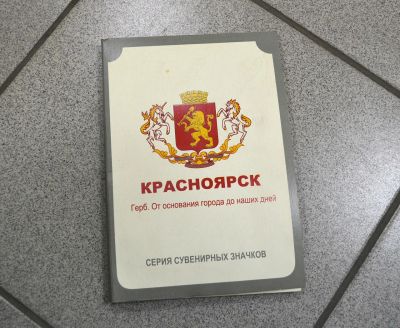 КРАСНОЯРСК
Герб. От основания города до наших дней
СЕРИЯ СУВЕНИРНЫХ ЗНАЧКОВ